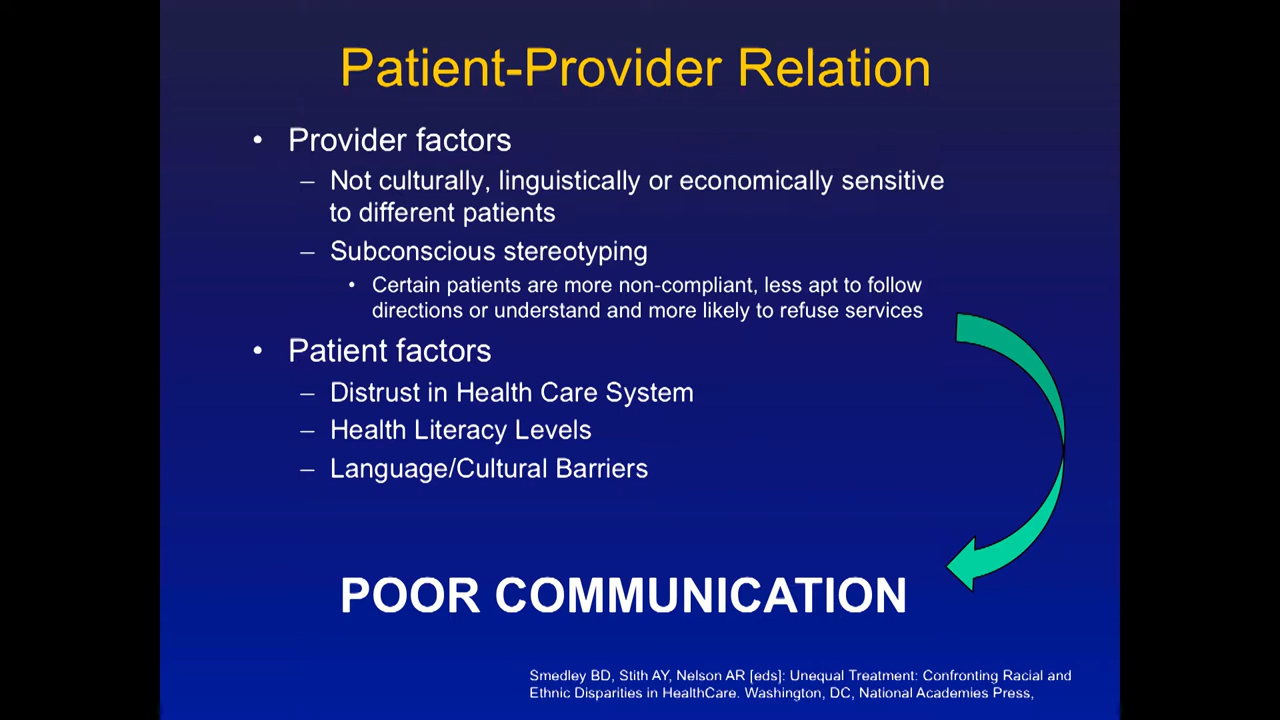 Patient-Provider Relation
• Provider factors
– Not culturally, linguistically or economically sensitive
to different patients
– Subconscious stereotyping
• Certain patients are more non-compliant, less apt to follow
directions or understand and more likely to refuse services
• Patient factors
– Distrust in Health Care System
– Health Literacy Levels
– Language/Cultural Barriers
POOR COMMUNICATION
Smedley BD, Stith AY, Nelson AR [eds]: Unequal Treatment: Confronting Racial and
Ethnic Disparities in HealthCare. Washington, DC, National Academies Press,